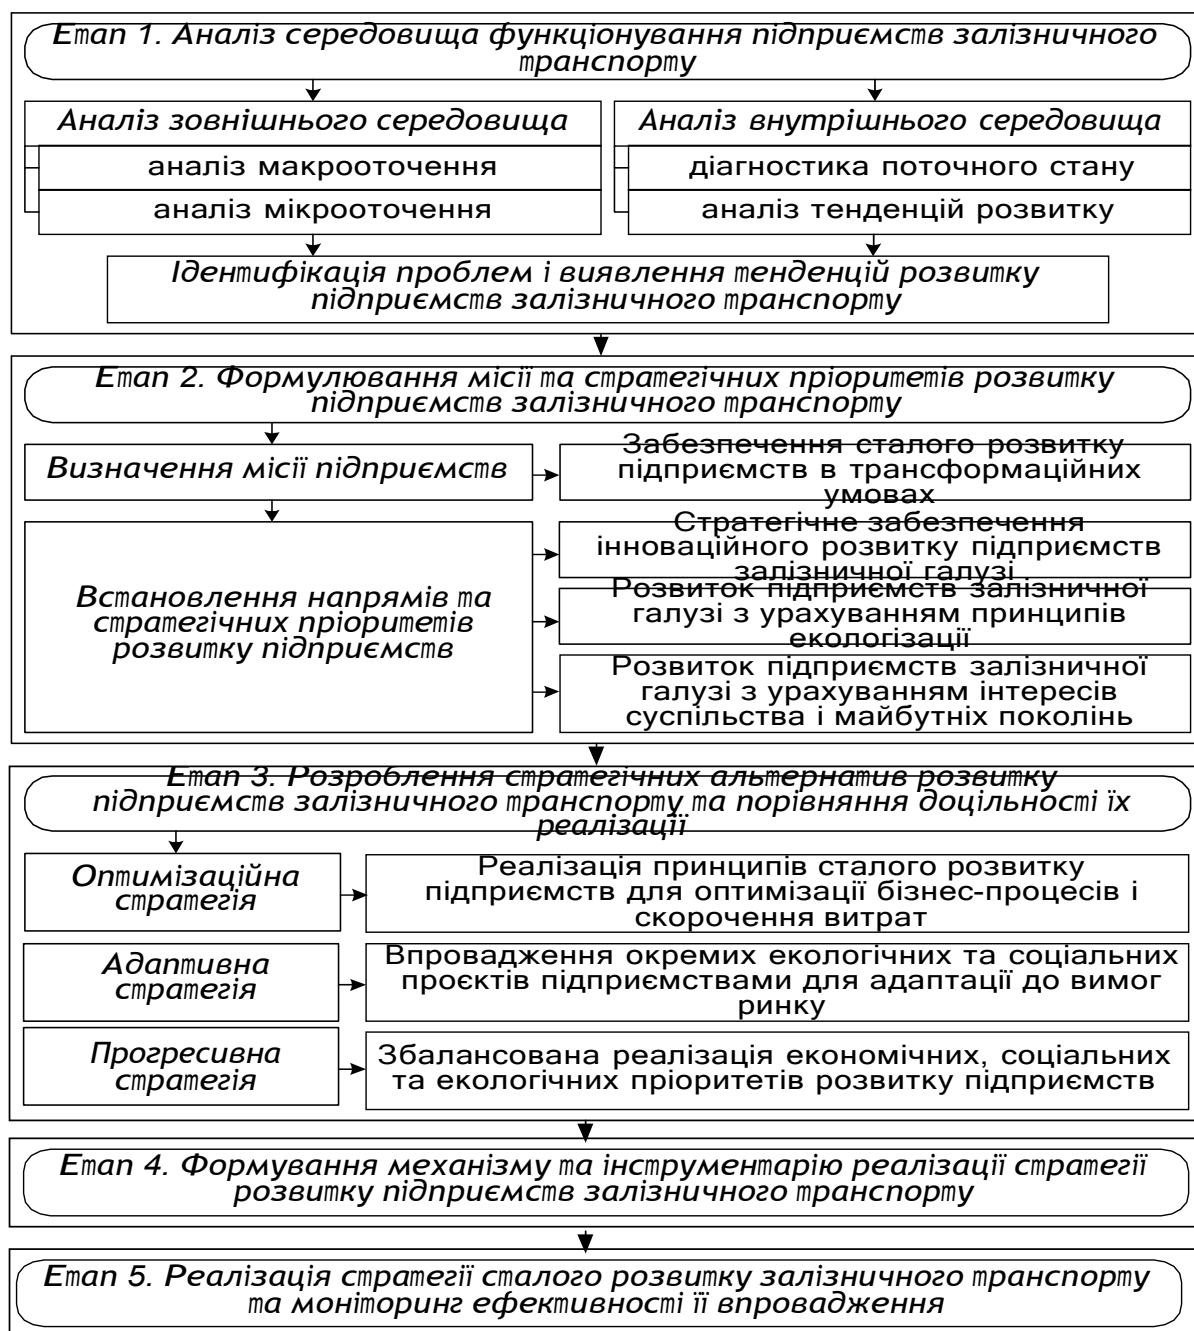 Етап 1. Аналіз середовища функціонування підприємств залізничного
транспорту
Аналіз зовнішнього середовища
аналіз макрооточення
аналіз мікрооточення
Аналіз внутрішнього середовища
діагностика поточного стану
аналіз тенденцій розвитку
Ідентифікація проблем і виявлення тенденцій розвитку
підприємств залізничного транспорту
Етап 2. Формулювання місії та стратегічних пріоритетів розвитку
підприємств залізничного транспорту
Визначення місії підприємств
Забезпечення сталого розвитку
підприємств в трансформаційних
умовах
Встановлення напрямів та
стратегічних пріоритетів
розвитку підприємств
Стратегічне забезпечення
інноваційного розвитку підприємств
залізничної галузі
Розвиток підприємств залізничної
галузі з урахуванням принципів
екологізації
Розвиток підприємств залізничної
галузі з урахуванням інтересів
суспільства і майбутніх поколінь
Етап 3. Розроблення стратегічних альтернатив розвитку
підприємств залізничного транспорту та порівняння доцільності їх
реалізації
Оптимізаційна
стратегія
Реалізація принципів сталого розвитку
підприємств для оптимізації бізнес-процесів і
скорочення витрат
Адаптивна
стратегія
Впровадження окремих екологічних та соціальних
проєктів підприємствами для адаптації до вимог
ринку
Прогресивна
стратегія
Збалансована реалізація економічних, соціальних
та екологічних пріоритетів розвитку підприємств
Етап 4. Формування механізму та інструментарію реалізації стратегії
розвитку підприємств залізничного транспорту
Етап 5. Реалізація стратегії сталого розвитку залізничного транспорту
та моніторинг ефективності її впровадження